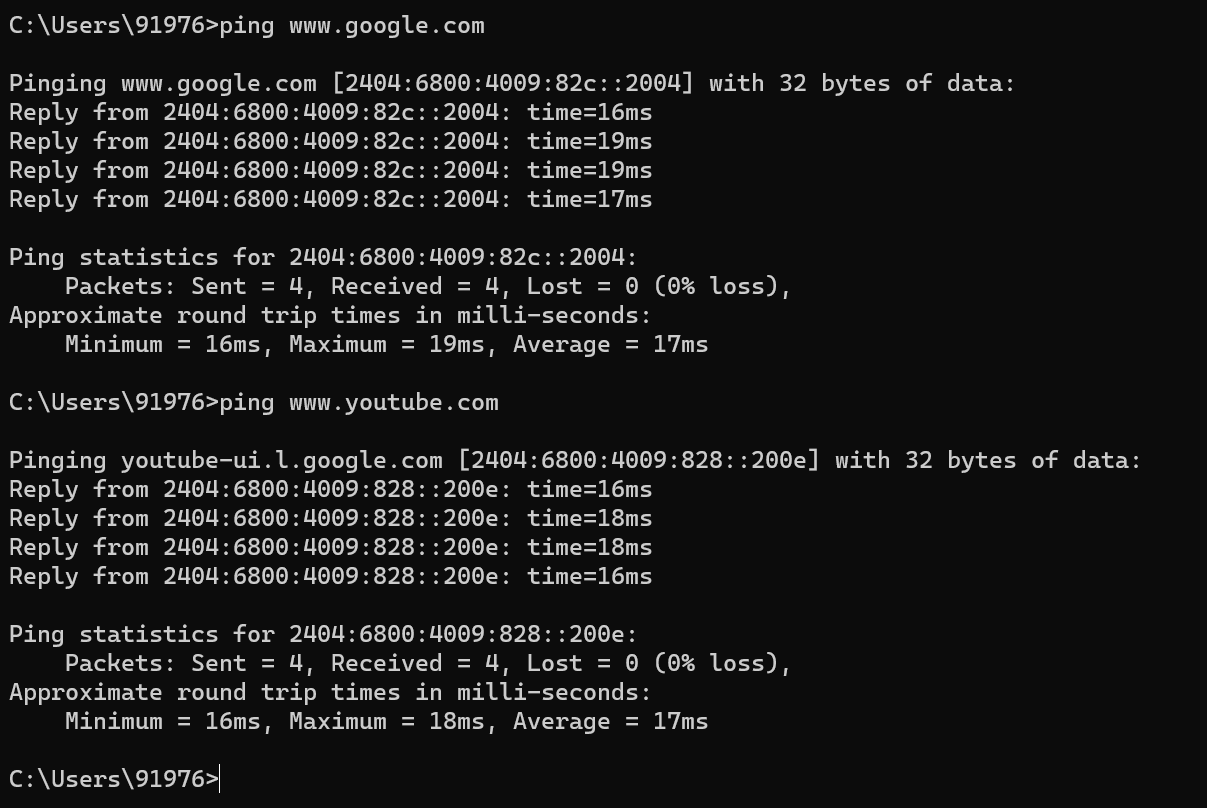 C:\Users\91976>ping www.google.com
Pinging www.google.com [2404:6800:4009:82c::2004] with 32 bytes of data:
Reply from 2404:6800:4009:82c::2004: time=16ms
Reply from 2404:6800:4009:82c::2004: time=19ms
Reply from 2404:6800:4009:82c::2004: time=19ms
Reply from 2404:6800:4009:82c::2004: time=17ms
Ping statistics for 2404:6800:4009:82c::2004:
    Packets: Sent = 4, Received = 4, Lost = 0 (0% loss),
Approximate round trip times in milli-seconds:
    Minimum = 16ms, Maximum = 19ms, Average = 17ms
C:\Users\91976>ping www.youtube.com
Pinging youtube-ui.l.google.com [2404:6800:4009:828::200e] with 32 bytes of data:
Reply from 2404:6800:4009:828::200e: time=16ms
Reply from 2404:6800:4009:828::200e: time=18ms
Reply from 2404:6800:4009:828::200e: time=18ms
Reply from 2404:6800:4009:828::200e: time=16ms
Ping statistics for 2404:6800:4009:828::200e:
    Packets: Sent = 4, Received = 4, Lost = 0 (0% loss),
Approximate round trip times in milli-seconds:
    Minimum = 16ms, Maximum = 18ms, Average = 17ms
C:\Users\91976>